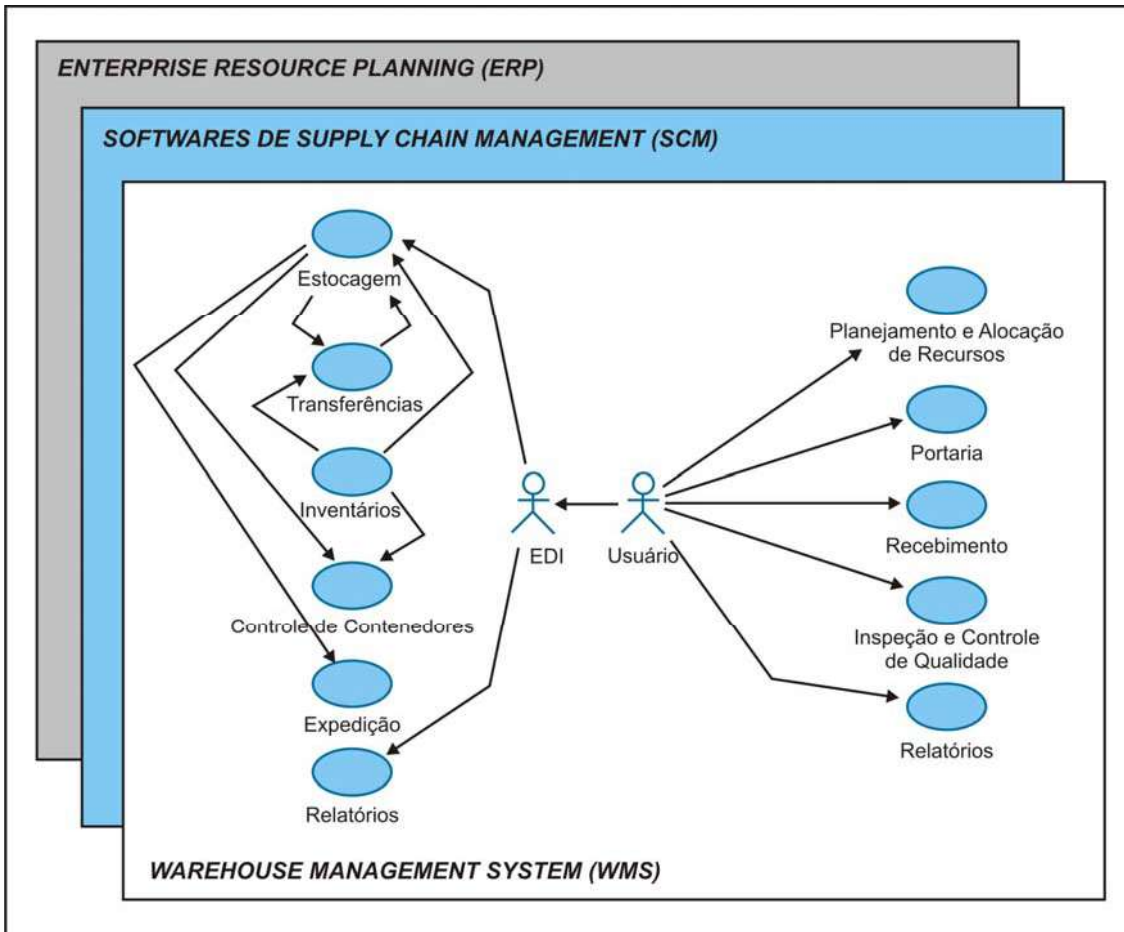 ENTERPRISE RESOURCE PLANNING (ERP)
SOFTWARES DE SUPPLY CHAIN MANAGEMENT (SCM)
Estocagem
Transferências
Inventários
Controle de Contenedores
Expedição
Relatórios
EDI
Usuário
Planejamento e Alocação
de Recursos
Portaria
Recebimento
Inspeção e Controle
de Qualidade
Relatórios
WAREHOUSE MANAGEMENT SYSTEM (WMS)